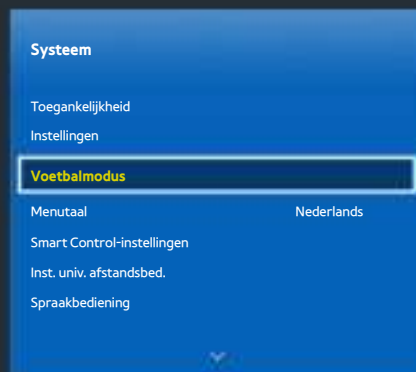 Systeem
Toegankelijkheid
Instellingen
Voetbalmodus
Menutaal Nederlands
Smart Control-instellingen
Inst. univ. afstandsbed.
Spraakbediening